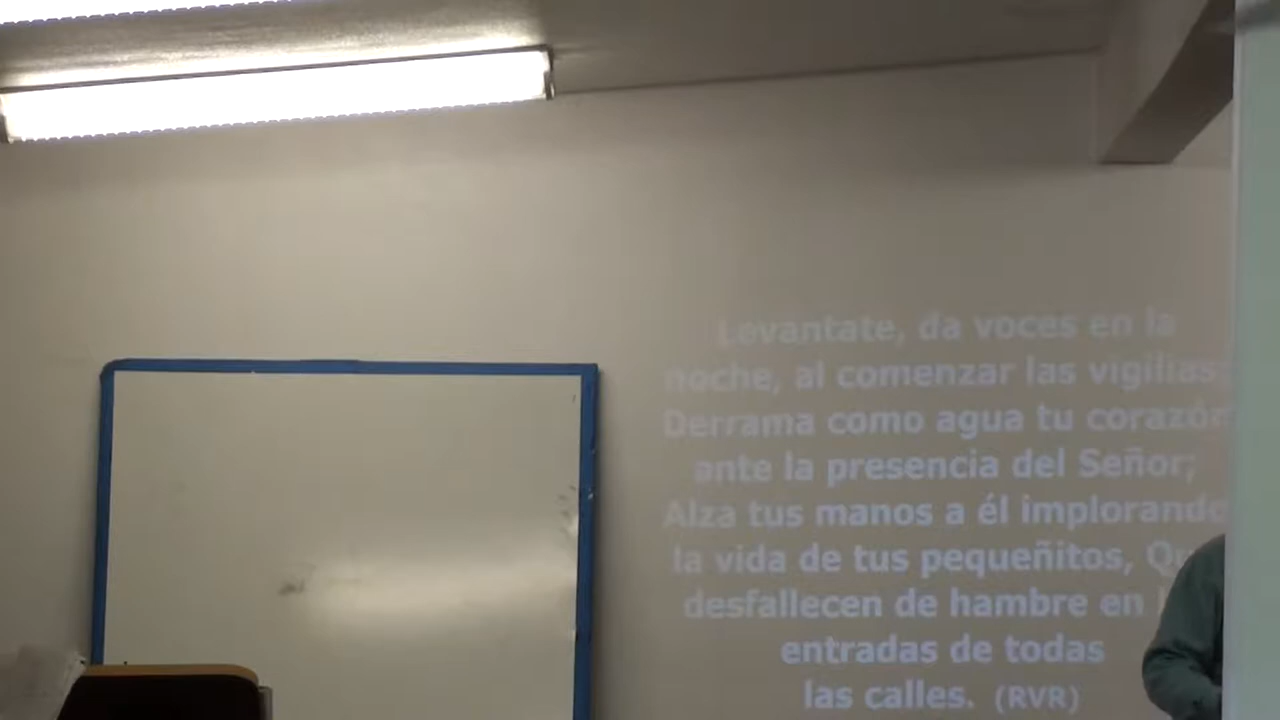 Levantate, da voces en la
noche, al comenzar las vigilias;
Derrama como agua tu corazón
ante la presencia del Señor;
Alza tus manos a él implorando
la vida de tus pequeñitos,
desfallecen de hambre en
entradas de todas
las calles. (RVR)